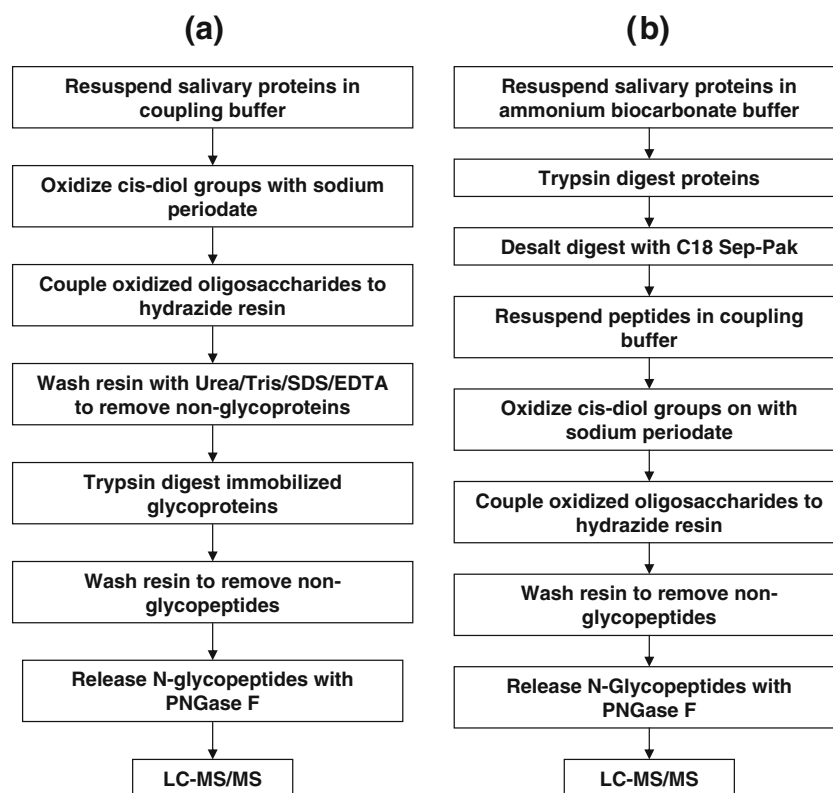 (a)
Resuspend salivary proteins in
coupling buffer
Oxidize cis-diol groups with sodium
periodate
Couple oxidized oligosaccharides to
hydrazide resin
Wash resin with Urea/Tris/SDS/EDTA
to remove non-glycoproteins
Trypsin digest immobilized
glycoproteins
Wash resin to remove non-
glycopeptides
Release N-glycopeptides with
PNGase F
LC-MS/MS
(b)
Resuspend salivary proteins in
ammonium biocarbonate buffer
Trypsin digest proteins
Desalt digest with C18 Sep-Pak
Resuspend peptides in coupling
buffer
Oxidize cis-diol groups on with
sodium periodate
Couple oxidized oligosaccharides to
hydrazide resin
Wash resin to remove non-
glycopeptides
Release N-Glycopeptides with
PNGase F
LC-MS/MS